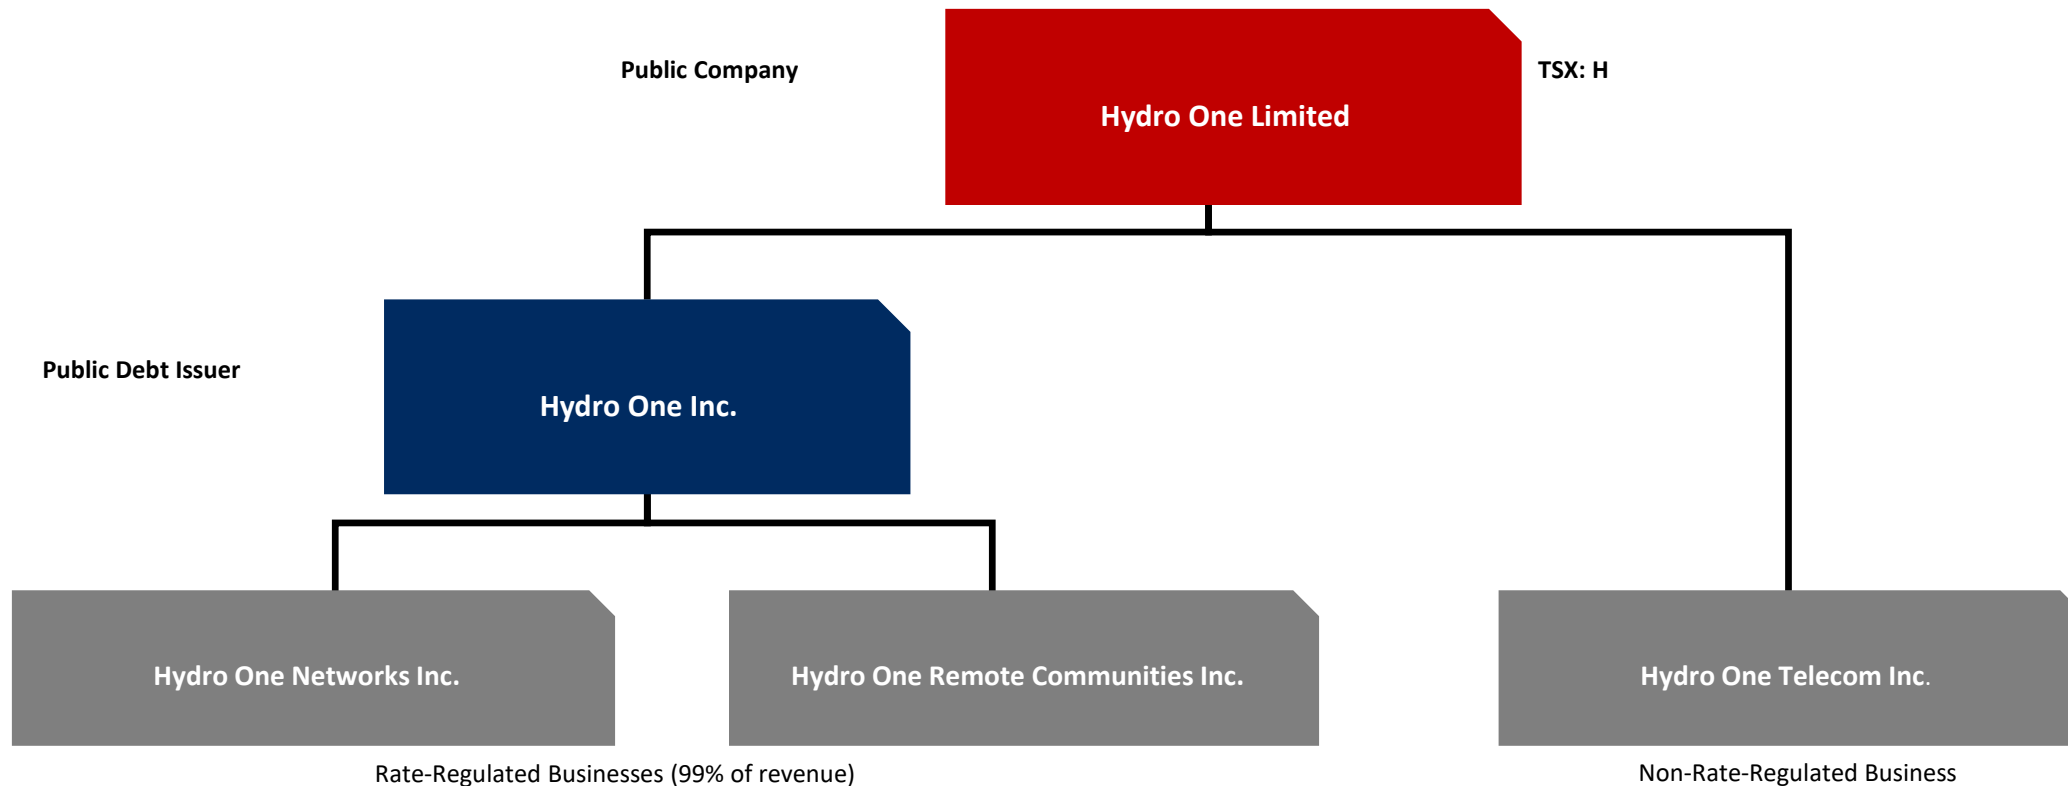 Public Company
TSX: H
Hydro One Limited
Public Debt Issuer
Hydro One Inc.
Hydro One Networks Inc.
Hydro One Remote Communities Inc.
Hydro One Telecom Inc.
Rate-Regulated Businesses (99% of revenue)
Non-Rate-Regulated Business